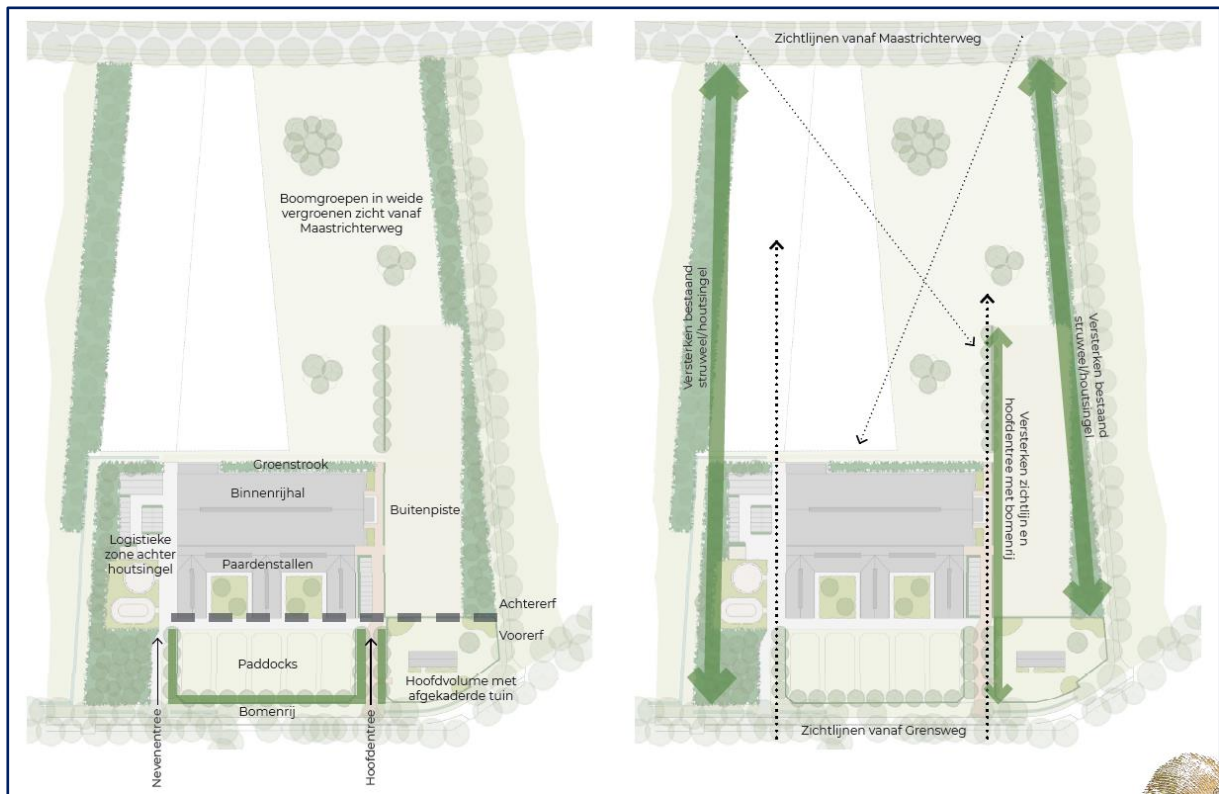 Boomgroepen in weide
vergroenen zicht vanaf
Maastrichterweg
Groenstrook
Binnenrijhal
Buitenpiste
Logistieke
zone achter
houtsingel
Paardenstallen
Achtererf
Voorerf
Paddocks
Hoofdvolume met
afgekaderde tuin
Bomenrij
Nevenentree
Hoofdentree
Zichtlijnen vanaf Maastrichterweg
Versterken bestaand
struweel/houtsingel
Versterken bestaand
struweel/houtsingel
Versterken zichtlijn en
hoofdentree met bomenrij
Zichtlijnen vanaf Grensweg